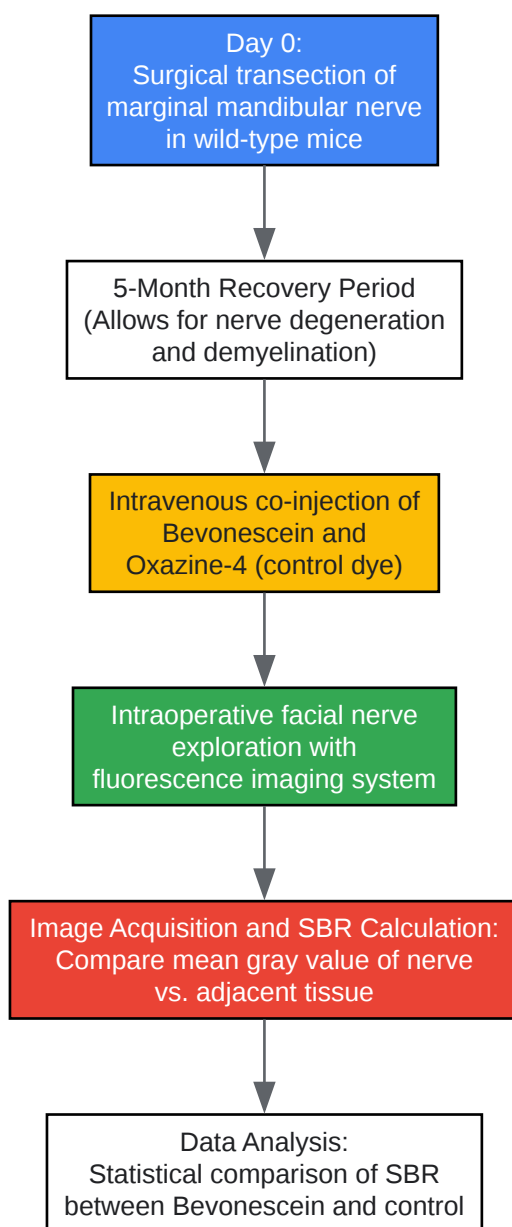 Day 0:
Surgical transection of
marginal mandibular nerve
in wild-type mice
5-Month Recovery Period
(Allows for nerve degeneration
and demyelination)
Intravenous co-injection of
Bevonescein and
Oxazine-4 (control dye)
Intraoperative facial nerve
exploration with
fluorescence imaging system
Image Acquisition and SBR Calculation:
Compare mean gray value of nerve
vs. adjacent tissue
Data Analysis:
Statistical comparison of SBR
between Bevonescein and control